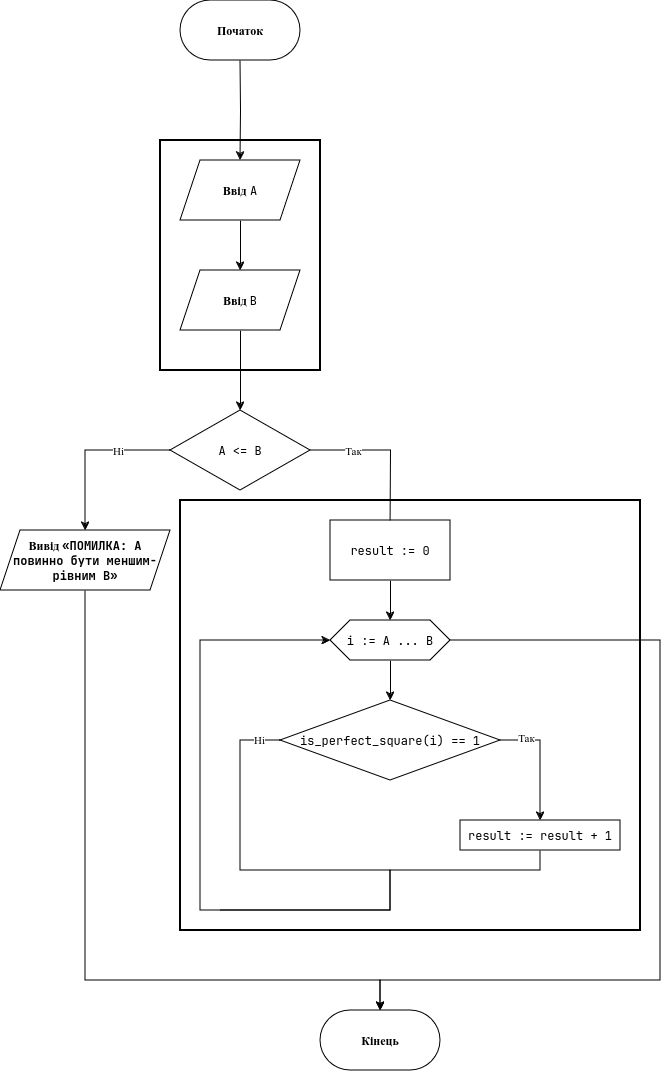 Початок
Ввід A
Ввід B
A <= B
Ні
Так
Вивід «ПОМИЛКА: A
повинно бути меншим-
рівним B»
result := 0
i := A ... B
is_perfect_square(i) == 1
Ні
Так
result := result + 1
Кінець